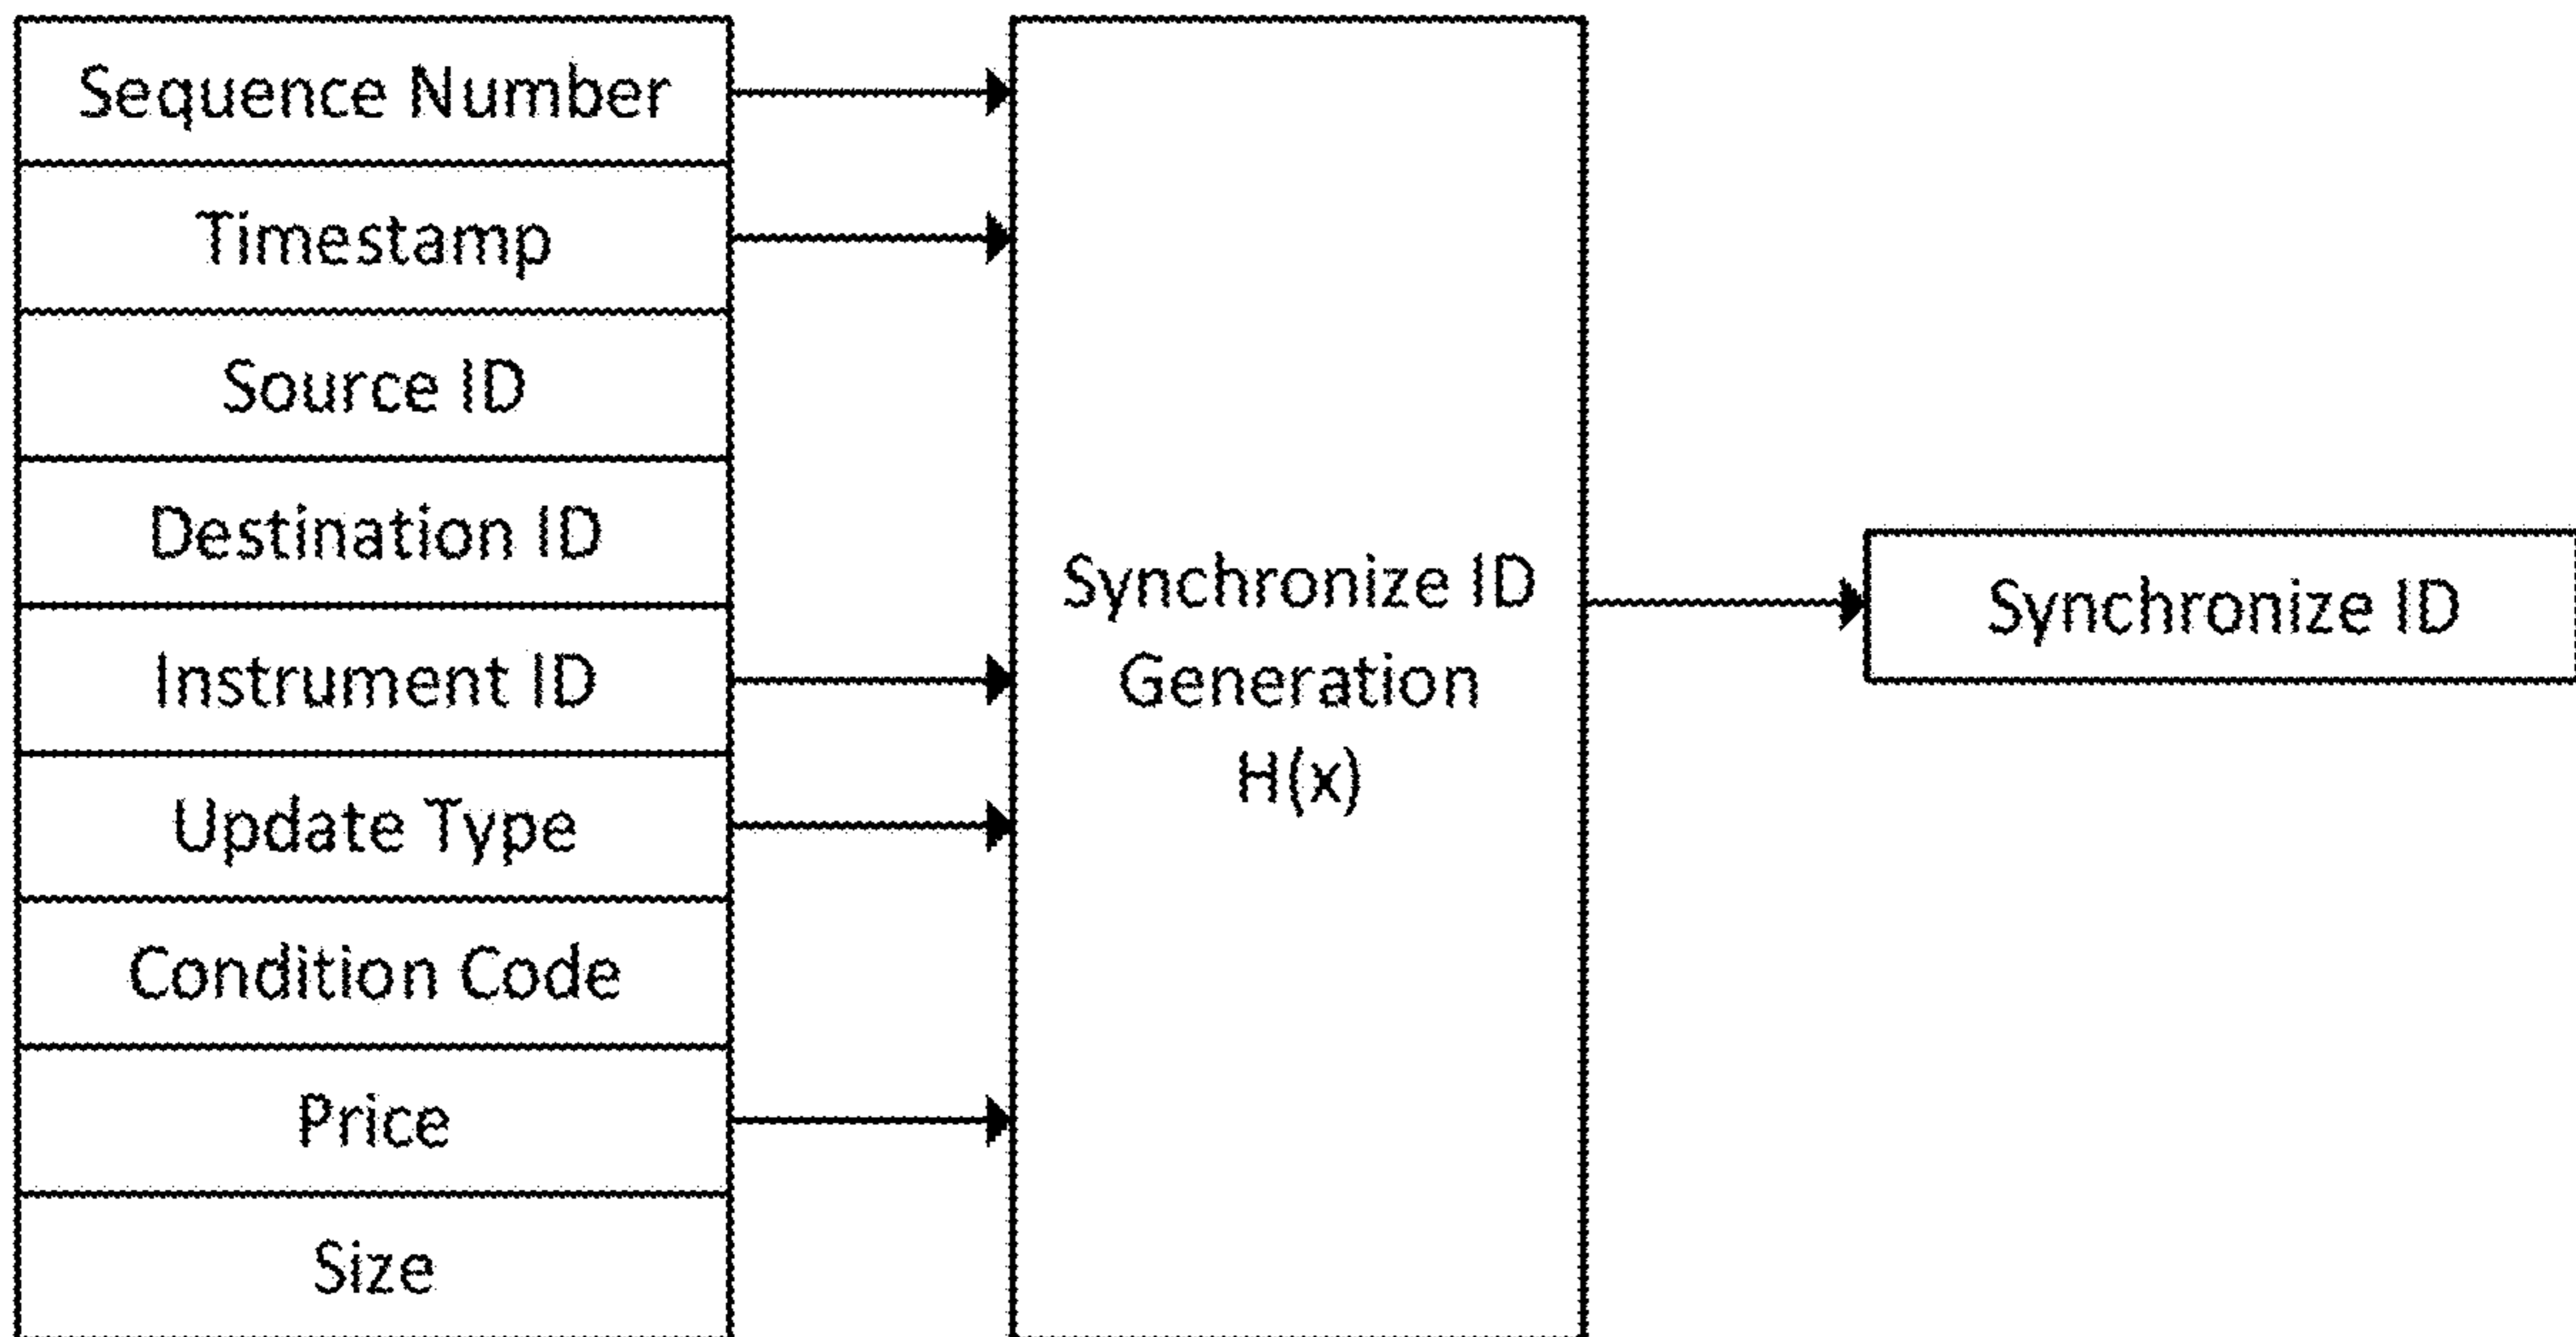 Sequence Number
Timestamp
Source ID
Destination ID
Instrument ID
Update Type
Condition Code
Price
Size
Synchronize ID
Generation
H(x)
Synchronize ID